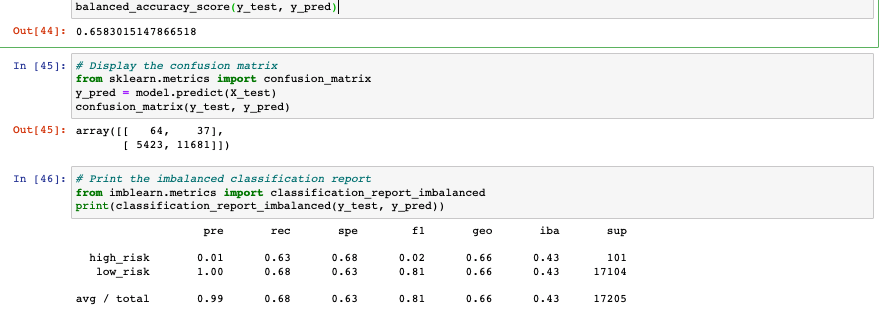 balanced_accuracy_score(y_test, y_pred)
Out[44]: 0.6583015147866518
In [45]: # Display the confusion matrix
from sklearn.metrics import confusion_matrix
y_pred = model.predict(X_test)
confusion_matrix(y_test, y_pred)
Out[45]: array([[   64,    37],
       [ 5423, 11681]])
In [46]: # Print the imbalanced classification report
from imblearn.metrics import classification_report_imbalanced
print(classification_report_imbalanced(y_test, y_pred))
pre rec spe f1 geo iba sup
high_risk 0.01 0.63 0.68 0.02 0.66 0.43 101
low_risk 1.00 0.68 0.63 0.81 0.66 0.43 17104
avg / total 0.99 0.68 0.63 0.81 0.66 0.43 17205